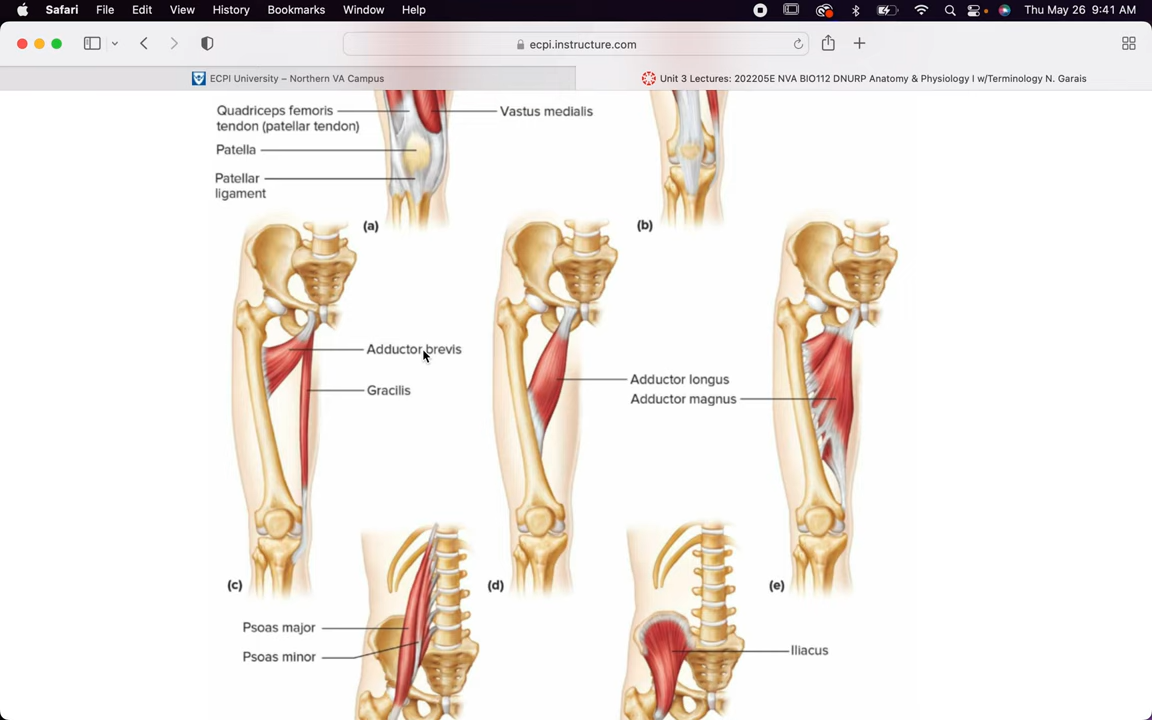 Safari File Edit View History Bookmarks Window Help Thu May 26 9:41 AM
ecpi.instructure.com
ECPI University – Northern VA Campus
Unit 3 Lectures: 202205E NVA BIO112 DNURP Anatomy & Physiology I w/Terminology N. Garais
Quadriceps femoris
tendon (patellar tendon)
Vastus medialis
Patella
Patellar
ligament
(a)
(b)
Adductor brevis
Gracilis
Adductor longus
Adductor magnus
(c)
(d)
(e)
Psoas major
Psoas minor
Iliacus